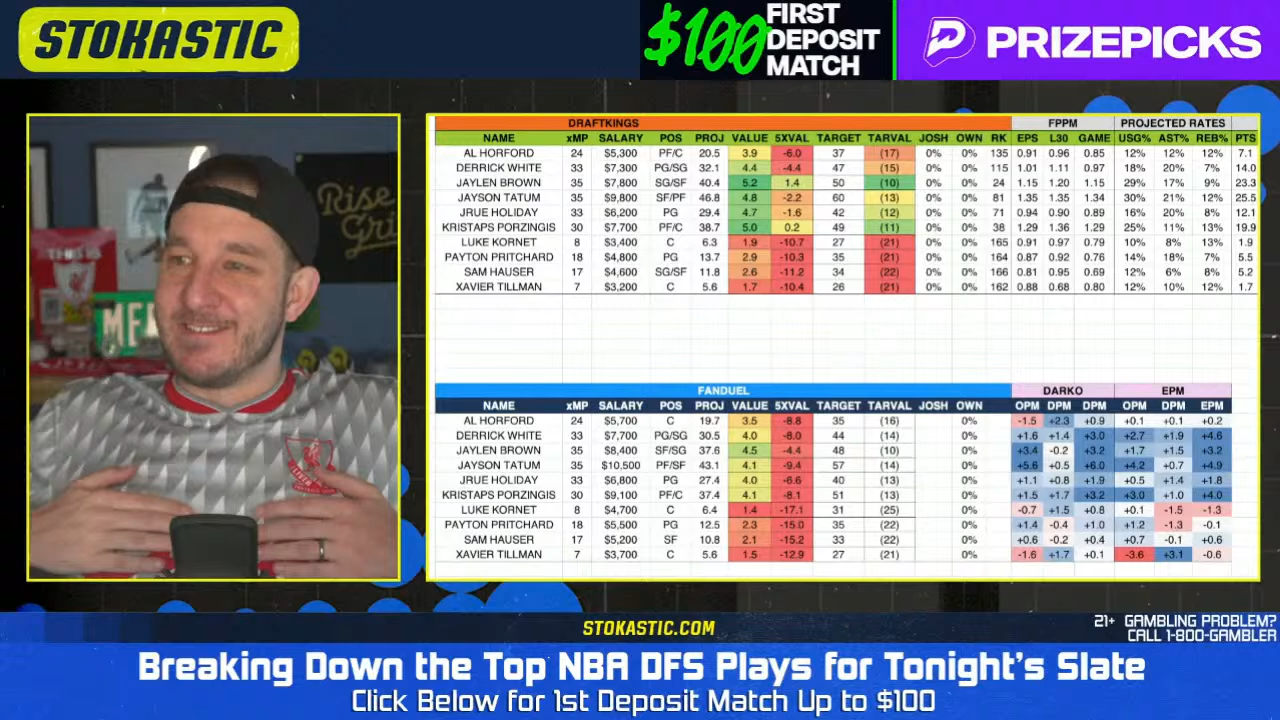 STOKASTIC
$100 FIRST DEPOSIT MATCH
PRIZEPICKS
Rise
Gri
ME
DRAFTKINGS FPPM PROJECTED RATES
NAME xMP SALARY POS PROJ VALUE 5XVAL TARGET TARVAL JOSH OWN RK EPS L30 GAME USG% AST% REB% PTS
AL HORFORD 24 $5,300 PF/C 20.5 3.9 -6.0 37 (17) 0% 0% 135 0.91 0.96 0.85 12% 12% 12% 7.1
DERRICK WHITE 33 $7,300 PG/SG 32.1 4.4 -4.4 47 (15) 0% 0% 115 1.01 1.11 0.97 18% 20% 7% 14.0
JAYLEN BROWN 35 $7,800 SG/SF 40.4 5.2 1.4 50 (10) 0% 0% 24 1.15 1.20 1.15 29% 17% 9% 23.3
JAYSON TATUM 35 $9,800 SF/PF 46.8 4.8 -2.2 60 (13) 0% 0% 81 1.35 1.35 1.34 30% 21% 12% 25.5
JRUE HOLIDAY 33 $6,200 PG 29.4 4.7 -1.6 42 (12) 0% 0% 71 0.94 0.90 0.89 16% 20% 8% 12.1
KRISTAPS PORZINGIS 30 $7,700 PF/C 38.7 5.0 0.2 49 (11) 0% 0% 38 1.29 1.36 1.29 25% 11% 13% 19.9
LUKE KORNET 8 $3,400 C 6.3 1.9 -10.7 27 (21) 0% 0% 165 0.91 0.97 0.79 10% 8% 13% 1.9
PAYTON PRITCHARD 18 $4,800 PG 13.7 2.9 -10.3 35 (21) 0% 0% 164 0.87 0.92 0.76 14% 18% 7% 5.5
SAM HAUSER 17 $4,600 SG/SF 11.8 2.6 -11.2 34 (22) 0% 0% 166 0.81 0.95 0.69 12% 6% 8% 5.2
XAVIER TILLMAN 7 $3,200 C 5.6 1.7 -10.4 26 (21) 0% 0% 162 0.88 0.68 0.80 12% 10% 12% 1.7
FANDUEL DARKO EPM
NAME xMP SALARY POS PROJ VALUE 5XVAL TARGET TARVAL JOSH OWN OPM DPM DPM OPM DPM EPM
AL HORFORD 24 $5,700 C 19.7 3.5 -8.8 35 (16) 0% -1.5 +2.3 +0.9 +0.1 +0.1 +0.2
DERRICK WHITE 33 $7,700 PG/SG 30.5 4.0 -8.0 44 (14) 0% +1.6 +1.4 +3.0 +2.7 +1.9 +4.6
JAYLEN BROWN 35 $8,400 SF/SG 37.6 4.5 -4.4 48 (10) 0% +3.4 -0.2 +3.2 +1.7 +1.5 +3.2
JAYSON TATUM 35 $10,500 PF/SF 43.1 4.1 -9.4 57 (14) 0% +5.6 +0.5 +6.0 +4.2 +0.7 +4.9
JRUE HOLIDAY 33 $6,800 PG 27.4 4.0 -6.6 40 (13) 0% +1.1 +0.8 +1.9 +0.5 +1.4 +1.8
KRISTAPS PORZINGIS 30 $9,100 PF/C 37.4 4.1 -8.1 51 (13) 0% +1.5 +1.7 +3.2 +3.0 +1.0 +4.0
LUKE KORNET 8 $4,700 C 6.4 1.4 -17.1 31 (25) 0% -0.7 +1.5 +0.8 +0.1 -1.5 -1.3
PAYTON PRITCHARD 18 $5,500 PG 12.5 2.3 -15.0 35 (22) 0% +1.4 -0.4 +1.0 +1.2 -1.3 -0.1
SAM HAUSER 17 $5,200 SF 10.8 2.1 -15.2 33 (22) 0% +0.6 -0.2 +0.4 +0.7 -0.1 +0.6
XAVIER TILLMAN 7 $3,700 C 5.6 1.5 -12.9 27 (21) 0% -1.6 +1.7 +0.1 -3.6 +3.1 -0.6
STOKASTIC.COM
21+ GAMBLING PROBLEM?
CALL 1-800-GAMBLER
Breaking Down the Top NBA DFS Plays for Tonight's Slate
Click Below for 1st Deposit Match Up to $100